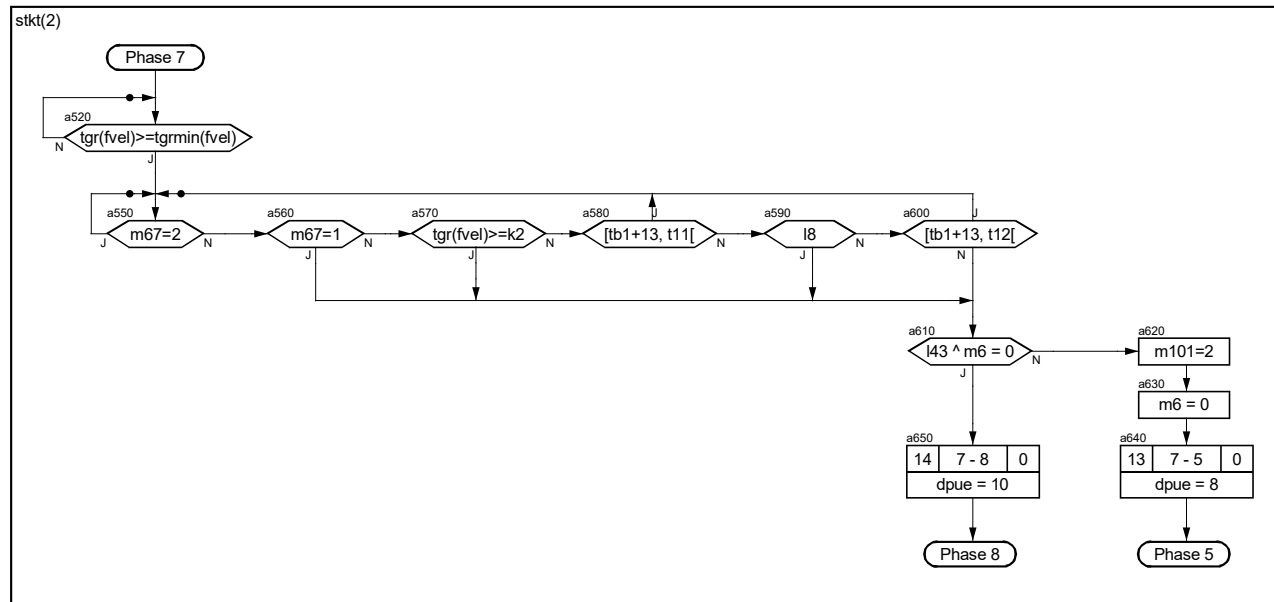 stkt(2)
Phase 7
a520
tgr(fvel)>=tgrmin(fvel)
N
J
a550
m67=2
J
N
a560
m67=1
N
J
a570
tgr(fvel)>=k2
N
J
a580
[tb1+13, t11[
J
N
a590
l8
N
J
a600
[tb1+13, t12[
J
N
a610
l43 ^ m6 = 0
N
J
a620
m101=2
a630
m6 = 0
a650
14 7 - 8 0
dpue = 10
a640
13 7 - 5 0
dpue = 8
Phase 8
Phase 5